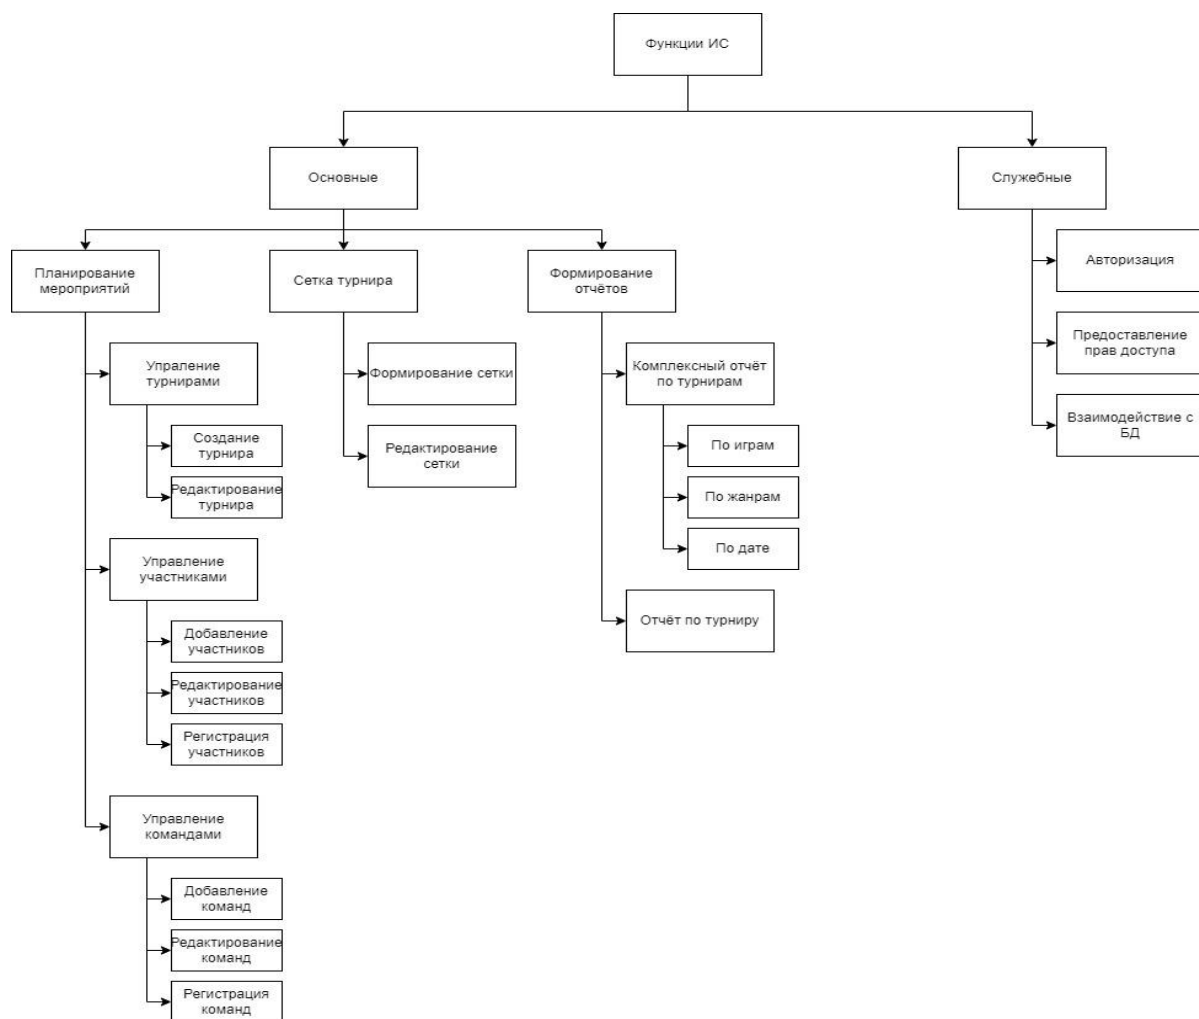 Функции ИС
Основные
Служебные
Планирование
мероприятий
Сетка турнира
Формирование
отчётов
Авторизация
Предоставление
прав доступа
Взаимодействие с
БД
Упраление
турнирами
Создание
турнира
Редактирование
турнира
Управление
участниками
Добавление
участников
Редактирование
участников
Регистрация
участников
Управление
командами
Добавление
команд
Редактирование
команд
Регистрация
команд
Формирование сетки
Редактирование
сетки
Комплексный отчёт
по турнирам
По играм
По жанрам
По дате
Отчёт по турниру